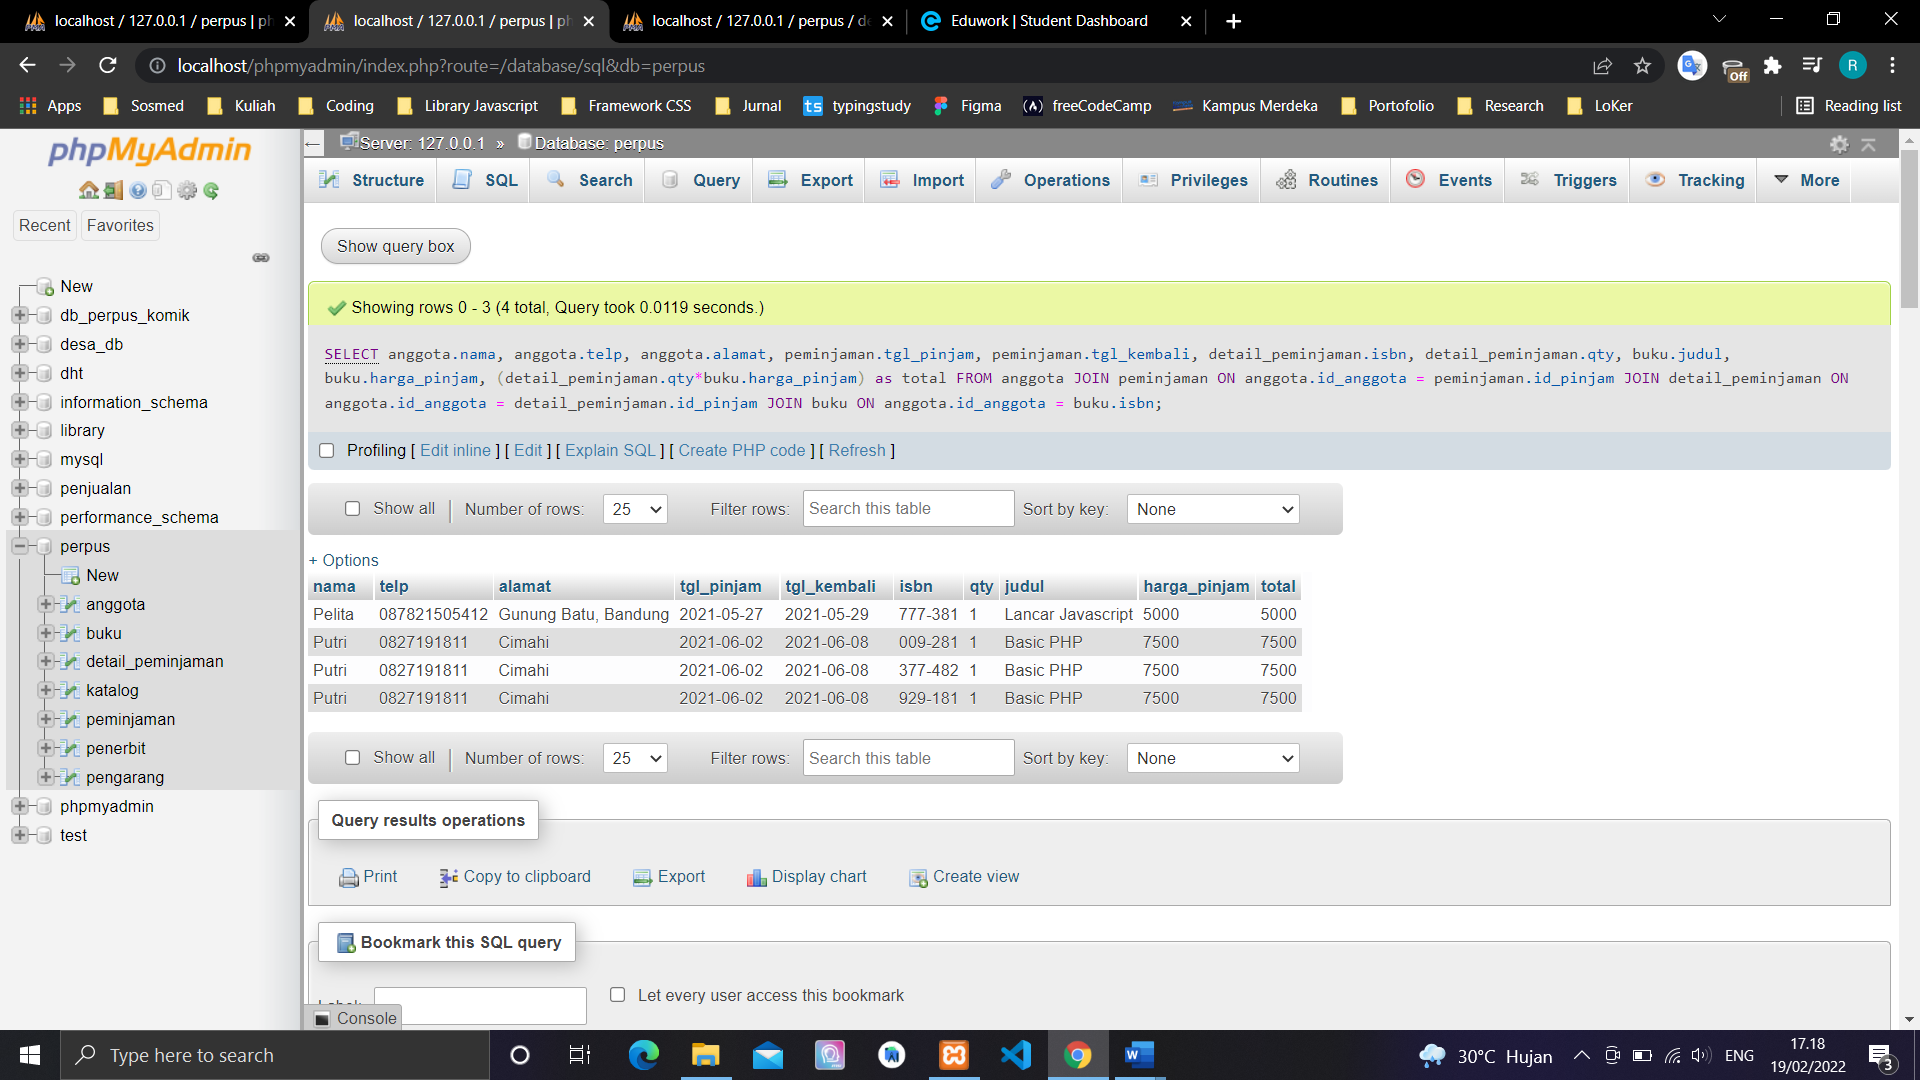 localhost / 127.0.0.1 / perpus | ph
localhost / 127.0.0.1 / perpus | ph
localhost / 127.0.0.1 / perpus / de
Eduwork | Student Dashboard
localhost/phpmyadmin/index.php?route=/database/sql&db=perpus
Off
R
Apps
Sosmed
Kuliah
Coding
Library Javascript
Framework CSS
Jurnal
ts typingstudy
Figma
freeCodeCamp
Kampus Merdeka
Portofolio
Research
LoKer
Reading list
phpMyAdmin
Recent
Favorites
New
db_perpus_komik
desa_db
dht
information_schema
library
mysql
penjualan
performance_schema
perpus
New
anggota
buku
detail_peminjaman
katalog
peminjaman
penerbit
pengarang
phpmyadmin
test
Server: 127.0.0.1 » Database: perpus
Structure
SQL
Search
Query
Export
Import
Operations
Privileges
Routines
Events
Triggers
Tracking
More
Show query box
Showing rows 0 - 3 (4 total, Query took 0.0119 seconds.)
SELECT anggota.nama, anggota.telp, anggota.alamat, peminjaman.tgl_pinjam, peminjaman.tgl_kembali, detail_peminjaman.isbn, detail_peminjaman.qty, buku.judul,
buku.harga_pinjam, (detail_peminjaman.qty*buku.harga_pinjam) as total FROM anggota JOIN peminjaman ON anggota.id_anggota = peminjaman.id_pinjam JOIN detail_peminjaman ON
anggota.id_anggota = detail_peminjaman.id_pinjam JOIN buku ON anggota.id_anggota = buku.isbn;
Profiling [ Edit inline ] [ Edit ] [ Explain SQL ] [ Create PHP code ] [ Refresh ]
Show all | Number of rows: 25 Filter rows: Search this table Sort by key: None
+ Options
nama telp alamat tgl_pinjam tgl_kembali isbn qty judul harga_pinjam total
Pelita 087821505412 Gunung Batu, Bandung 2021-05-27 2021-05-29 777-381 1 Lancar Javascript 5000 5000
Putri 0827191811 Cimahi 2021-06-02 2021-06-08 009-281 1 Basic PHP 7500 7500
Putri 0827191811 Cimahi 2021-06-02 2021-06-08 377-482 1 Basic PHP 7500 7500
Putri 0827191811 Cimahi 2021-06-02 2021-06-08 929-181 1 Basic PHP 7500 7500
Show all | Number of rows: 25 Filter rows: Search this table Sort by key: None
Query results operations
Print
Copy to clipboard
Export
Display chart
Create view
Bookmark this SQL query
Label:
Let every user access this bookmark
Console
Type here to search
30°C Hujan
ENG
17.18
19/02/2022
3